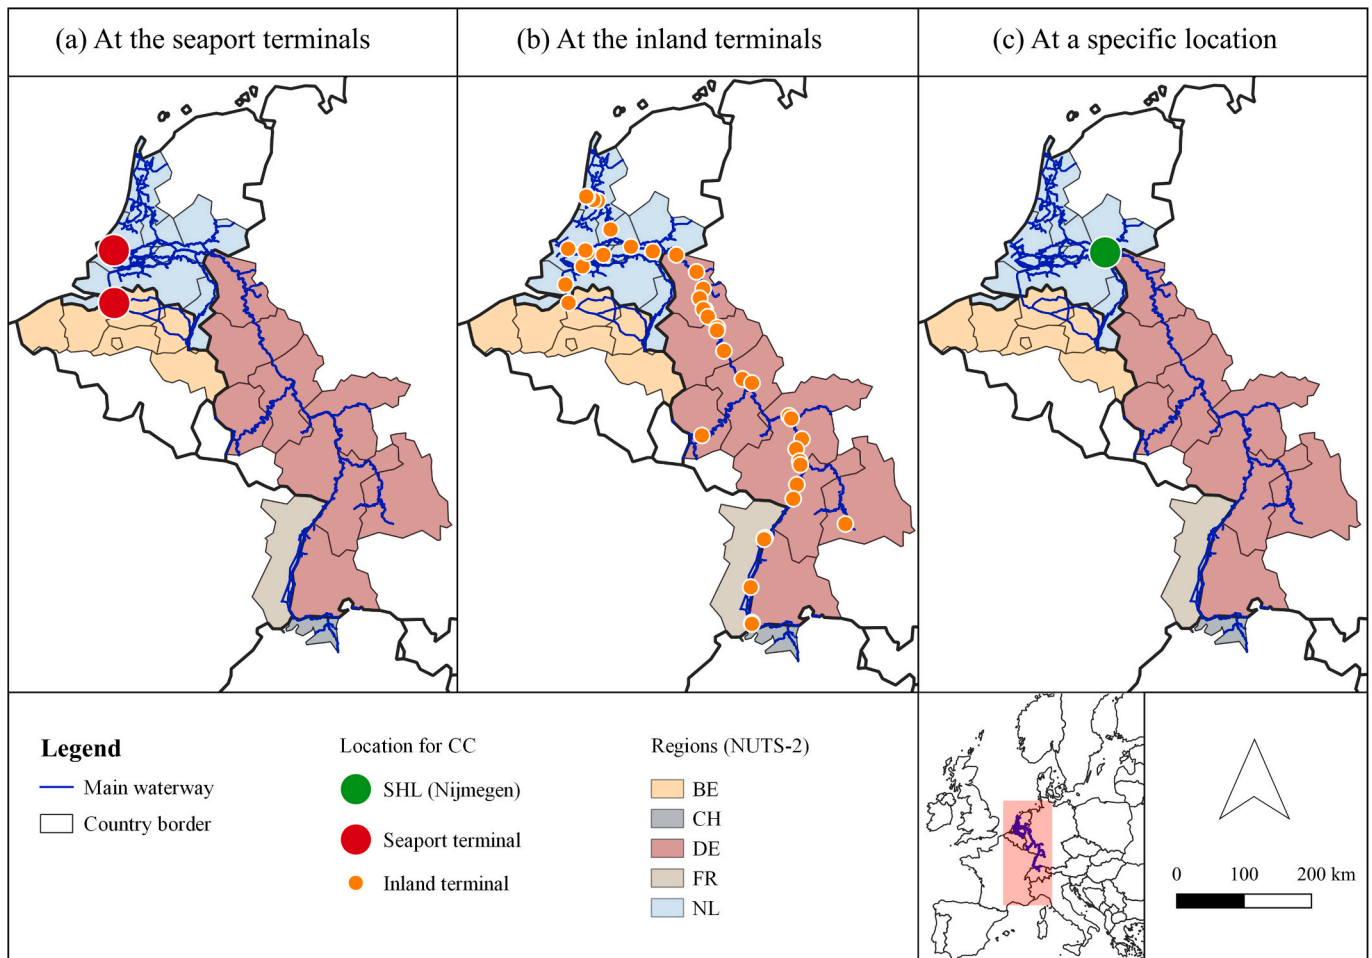 (a) At the seaport terminals
(b) At the inland terminals
(c) At a specific location
Legend
Main waterway
Country border
Location for CC
SHL (Nijmegen)
Seaport terminal
Inland terminal
Regions (NUTS-2)
BE
CH
DE
FR
NL
0 100 200 km